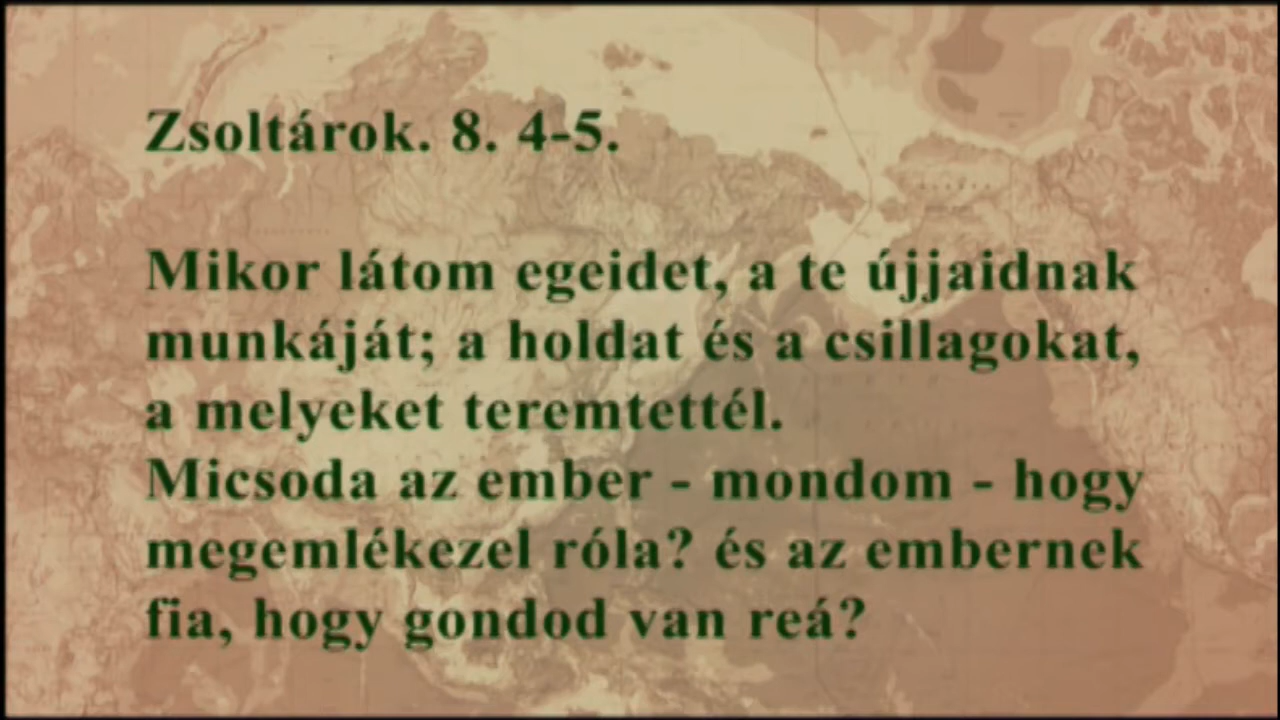 Zsoltárok. 8. 4-5.
Mikor látom egeidet, a te újjaidnak
munkáját; a holdat és a csillagokat,
a melyeket teremtettél.
Micsoda az ember - mondom - hogy
megemlékezel róla? és az embernek
fia, hogy gondod van reá?